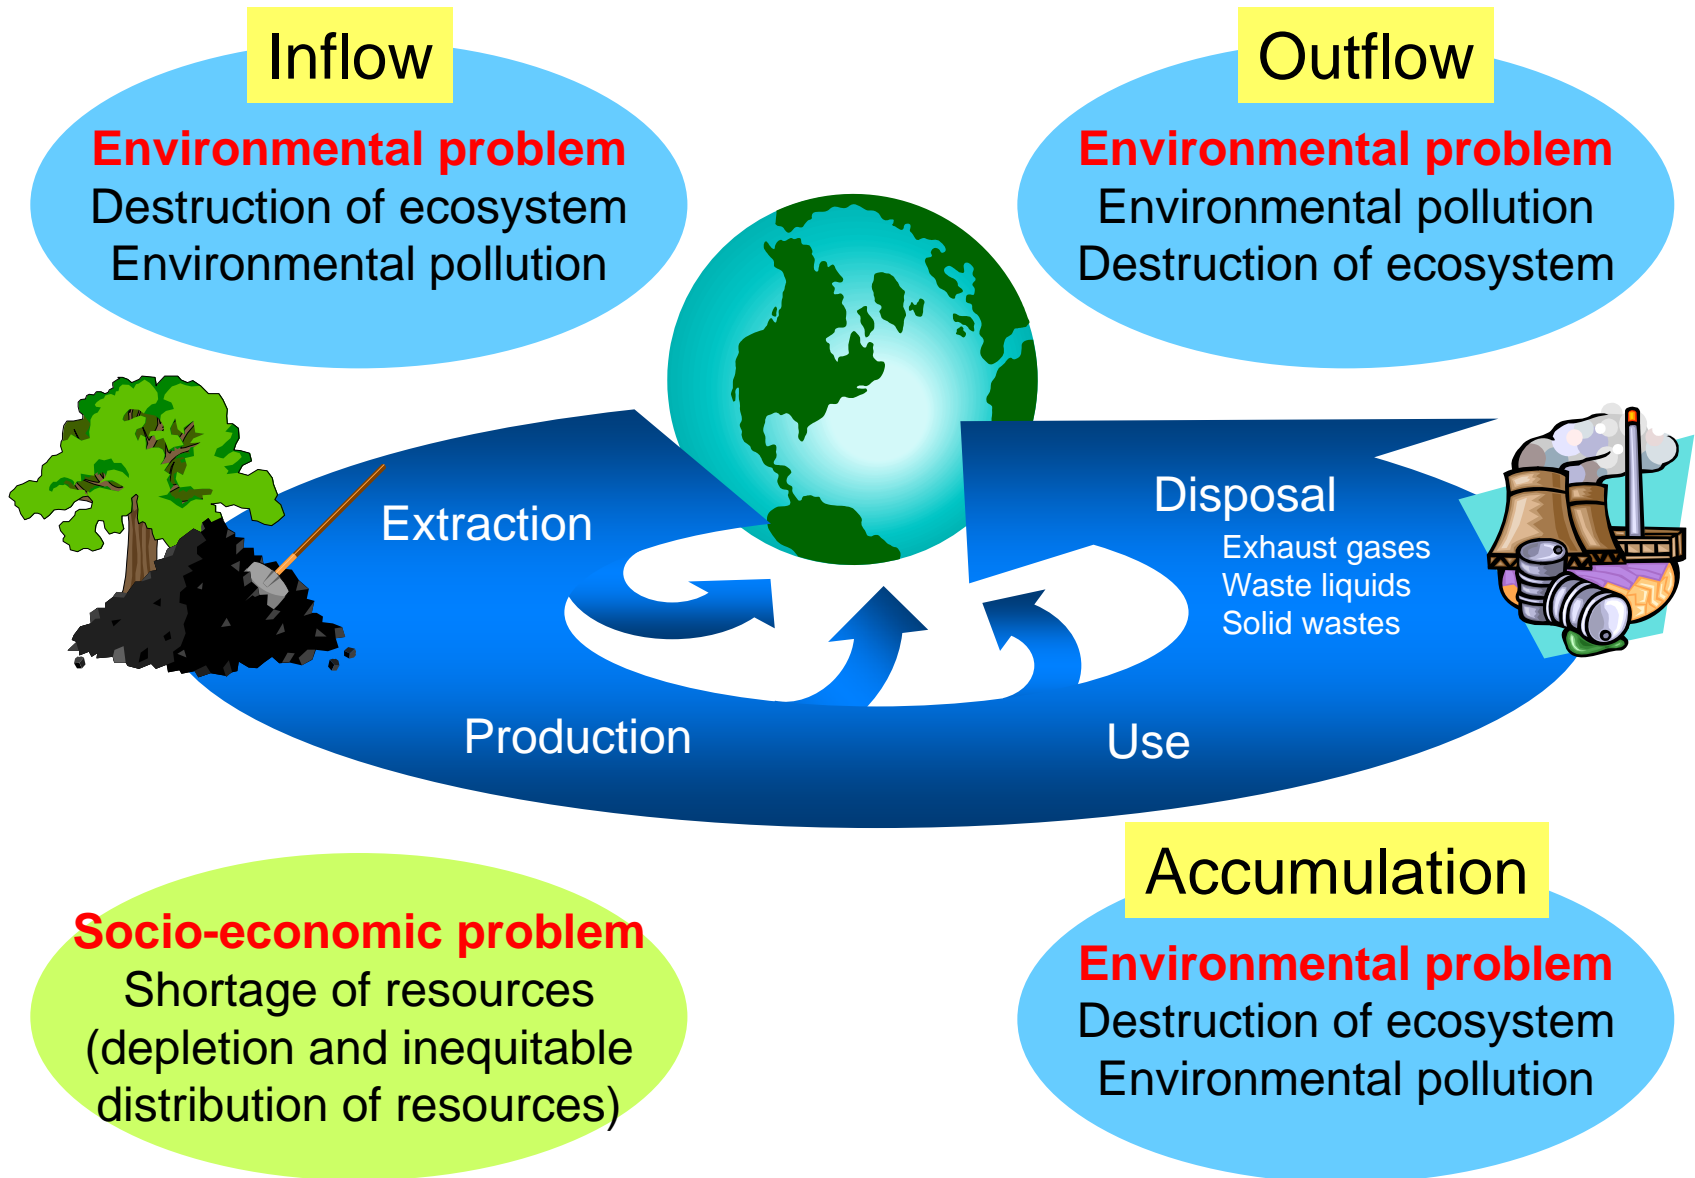 Inflow
Environmental problem
Destruction of ecosystem
Environmental pollution
Outflow
Environmental problem
Environmental pollution
Destruction of ecosystem
Extraction
Disposal
Exhaust gases
Waste liquids
Solid wastes
Production
Use
Socio-economic problem
Shortage of resources
(depletion and inequitable
distribution of resources)
Accumulation
Environmental problem
Destruction of ecosystem
Environmental pollution